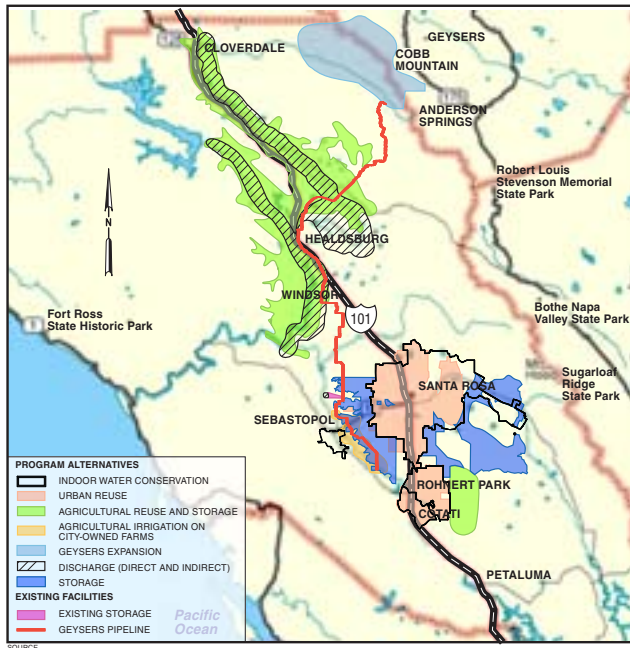 CLOVERDALE
GEYSERS
COBB
MOUNTAIN
ANDERSON
SPRINGS
Robert Louis
Stevenson Memorial
State Park
N
HEALDSBURG
WINDSOR
101
Fort Ross
State Historic Park
1
Bothe Napa
Valley State Park
Sugarloaf
Ridge
State Park
SANTA ROSA
SEBASTOPOL
ROHNERT PARK
COTATI
PETALUMA
PROGRAM ALTERNATIVES
INDOOR WATER CONSERVATION
URBAN REUSE
AGRICULTURAL REUSE AND STORAGE
AGRICULTURAL IRRIGATION ON
CITY-OWNED FARMS
GEYSERS EXPANSION
DISCHARGE (DIRECT AND INDIRECT)
STORAGE
EXISTING FACILITIES
EXISTING STORAGE
GEYSERS PIPELINE
Pacific
Ocean
SOURCE